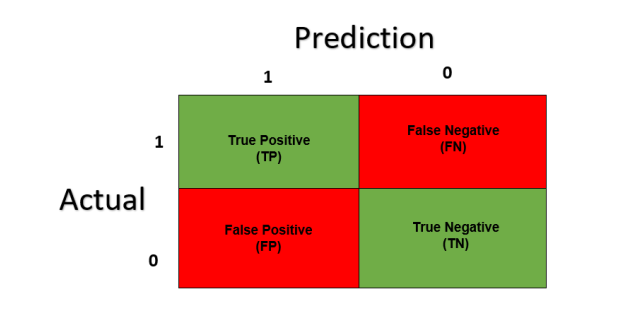 Prediction
1
0
1
True Positive
(TP)
False Negative
(FN)
Actual
0
False Positive
(FP)
True Negative
(TN)